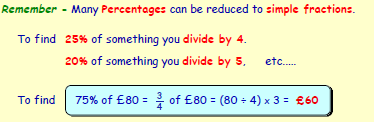 Remember - Many Percentages can be reduced to simple fractions.
To find 25% of something you divide by 4.
20% of something you divide by 5, etc.....
To find 75% of £80 = 3/4 of £80 = (80 ÷ 4) x 3 = £60